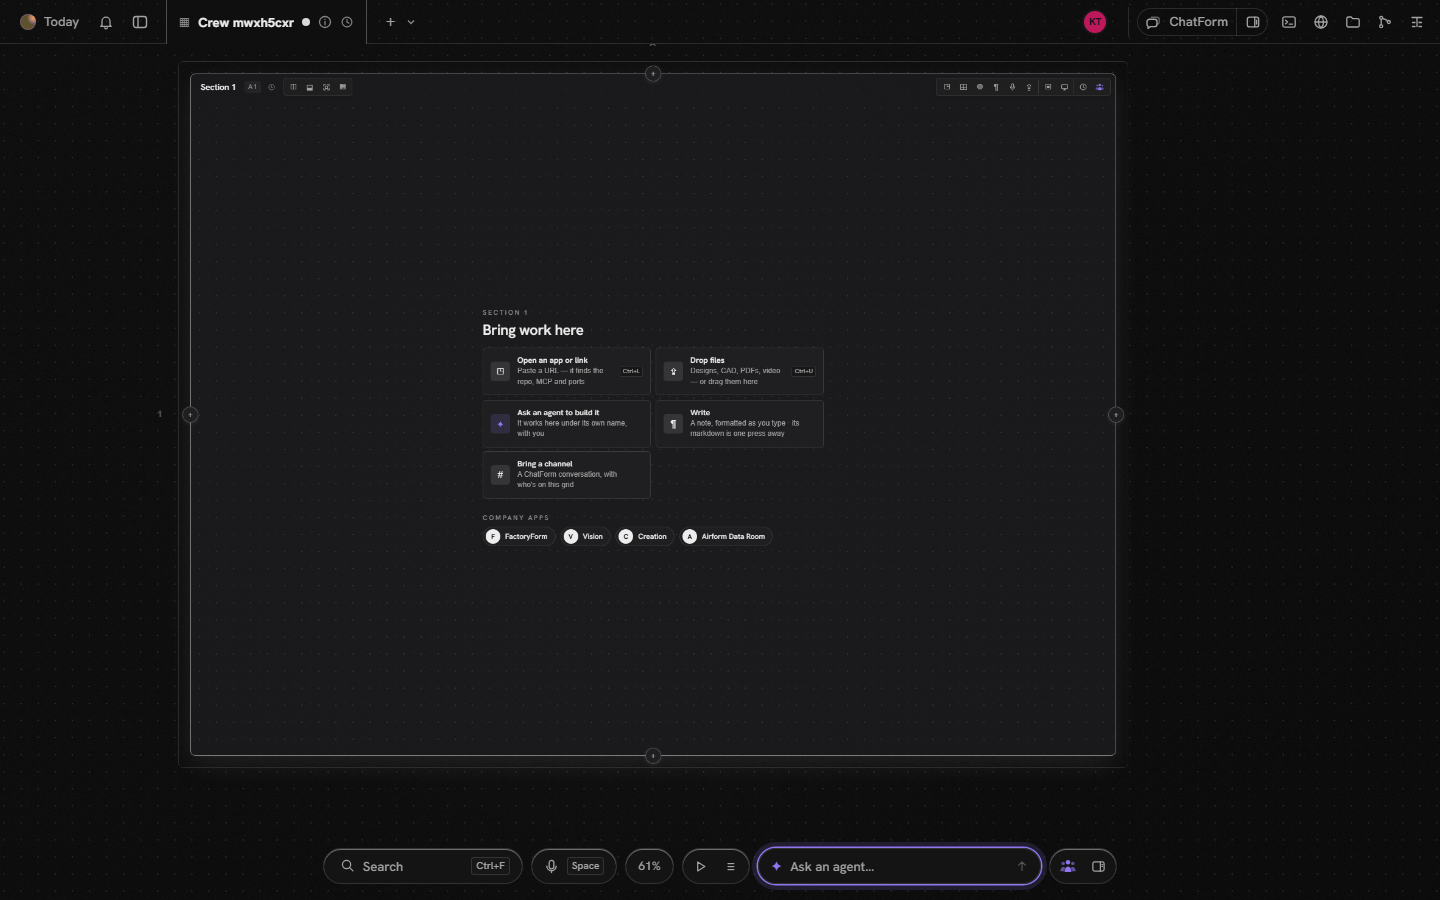 Today
Crew mwxh5cxr
KT
ChatForm
Section 1 A1
SECTION 1
Bring work here
Open an app or link
Paste a URL — it finds the
repo, MCP and ports
Ctrl+L
Drop files
Designs, CAD, PDFs, video
— or drag them here
Ctrl+U
Ask an agent to build it
It works here under its own name,
with you
Write
A note, formatted as you type its
markdown is one press away
Bring a channel
A ChatForm conversation, with
who's on this grid
COMPANY APPS
F FactoryForm V Vision C Creation A Airform Data Room
1
Search Ctrl+F Space 61% Ask an agent...